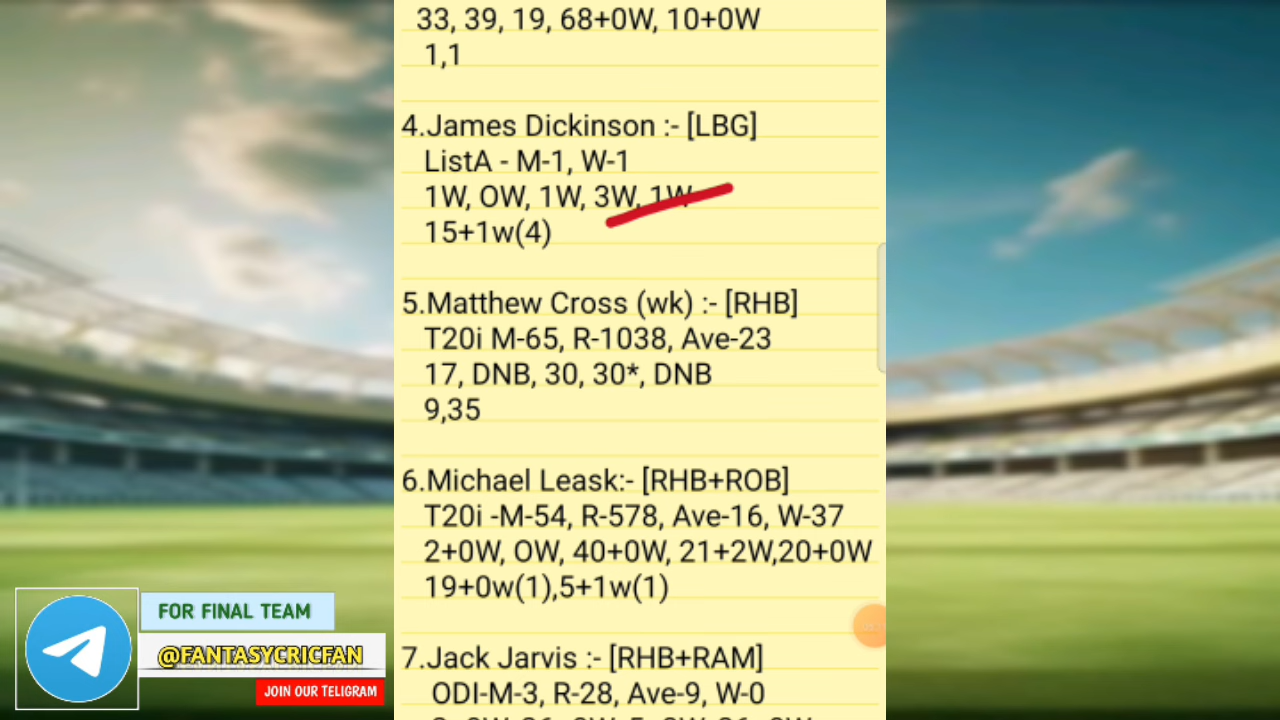 33, 39, 19, 68+0W, 10+0W
1,1
4.James Dickinson :- [LBG]
ListA - M-1, W-1
1W, OW, 1W, 3W, 1W
15+1w(4)
5.Matthew Cross (wk) :- [RHB]
T20i M-65, R-1038, Ave-23
17, DNB, 30, 30*, DNB
9,35
6.Michael Leask:- [RHB+ROB]
T20i -M-54, R-578, Ave-16, W-37
2+0W, OW, 40+0W, 21+2W,20+0W
19+0w(1),5+1w(1)
7.Jack Jarvis :- [RHB+RAM]
ODI-M-3, R-28, Ave-9, W-0
FOR FINAL TEAM
@FANTASYCRICFAN
JOIN OUR TELIGRAM